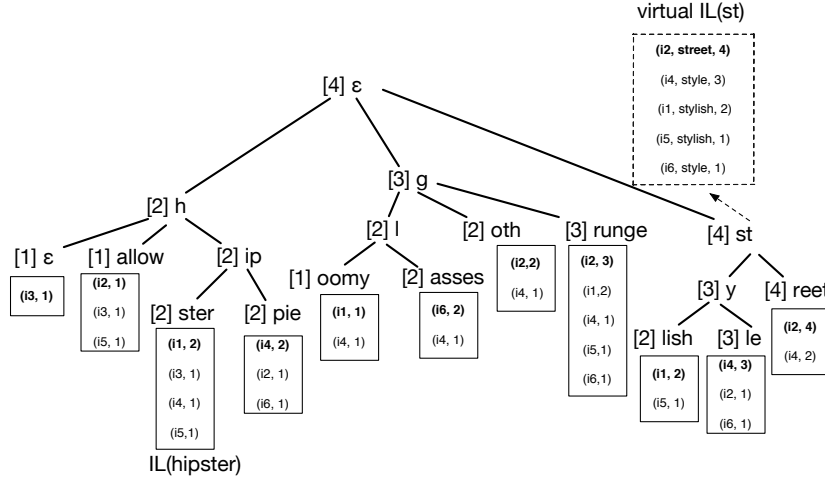 virtual IL(st)
(i2, street, 4)
(i4, style, 3)
(i1, stylish, 2)
(i5, stylish, 1)
(i6, style, 1)
[4] ε
[2] h
[3] g
[4] st
[1] ε
[1] allow
[2] ip
[2] l
[2] oth
[3] runge
[3] y
[4] reet
(i3, 1)
(i2, 1)
(i3, 1)
(i5, 1)
[2] ster
[2] pie
[1] oomy
[2] asses
(i2,2)
(i4, 1)
(i2, 3)
(i1,2)
(i4, 1)
(i5,1)
(i6,1)
[2] lish
[3] le
(i2, 4)
(i4, 2)
(i1, 2)
(i3, 1)
(i4, 1)
(i5,1)
(i4, 2)
(i2, 1)
(i6, 1)
(i1, 1)
(i4, 1)
(i6, 2)
(i4, 1)
(i1, 2)
(i5, 1)
(i4, 3)
(i2, 1)
(i6, 1)
IL(hipster)